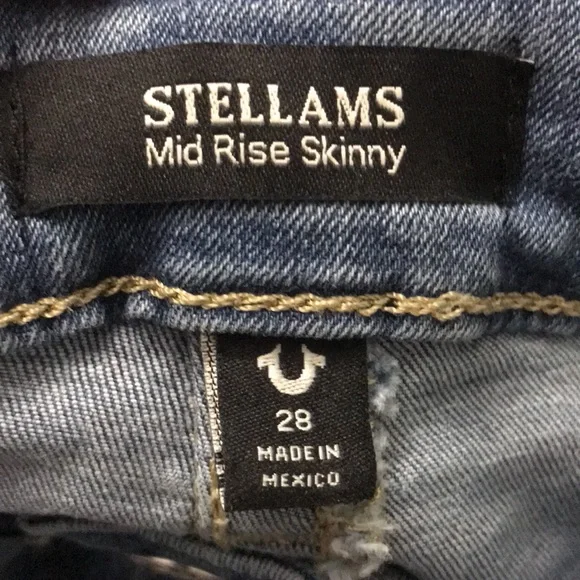 STELLAMS
Mid Rise Skinny
28
MADE IN
MEXICO